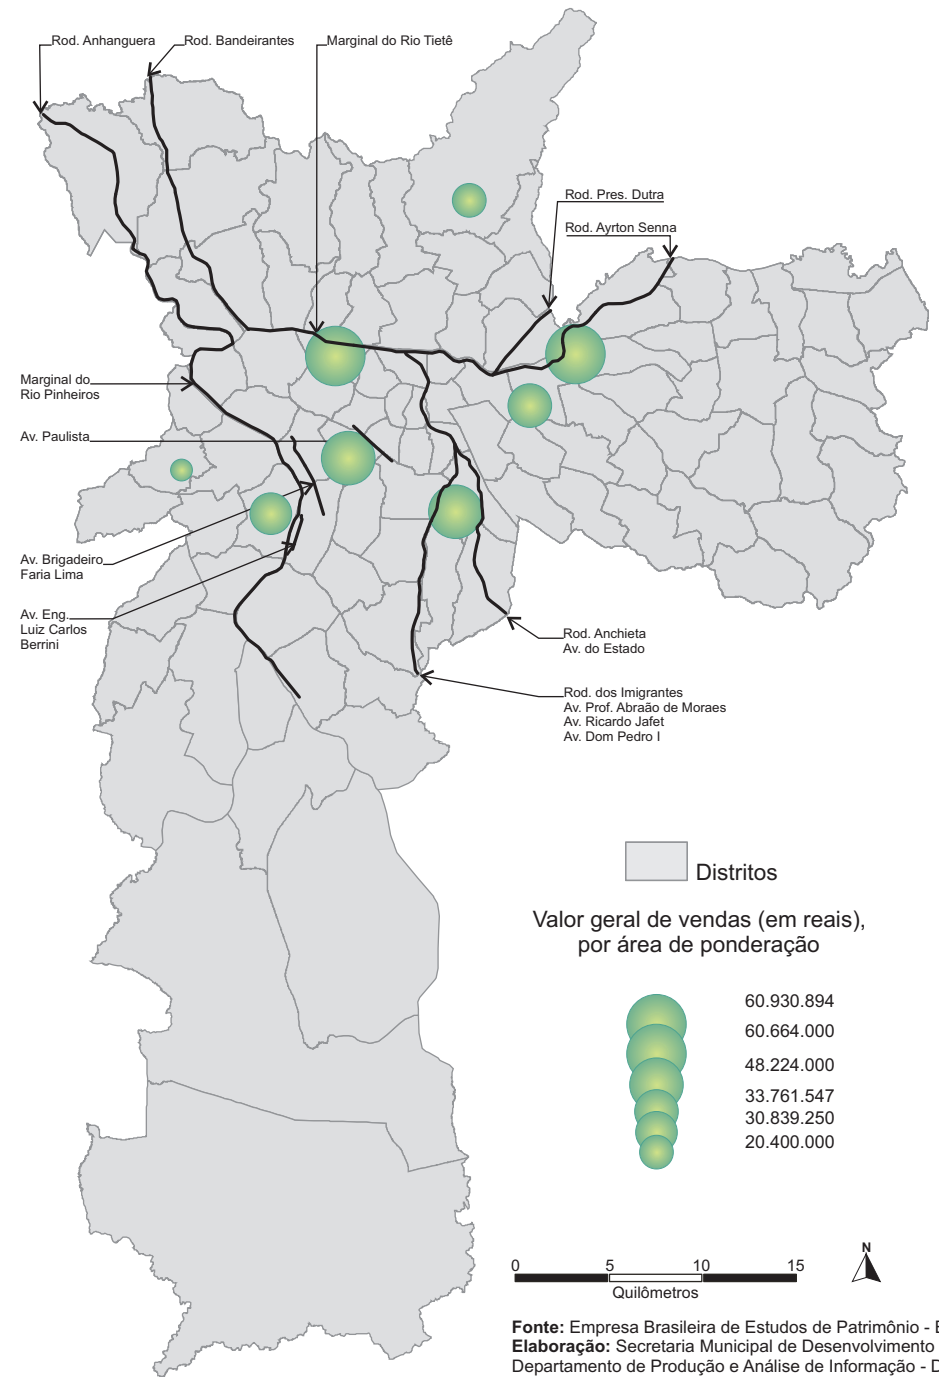 Rod. Anhanguera
Rod. Bandeirantes
Marginal do Rio Tietê
Rod. Pres. Dutra
Rod. Ayrton Senna
Marginal do
Rio Pinheiros
Av. Paulista
Av. Brigadeiro
Faria Lima
Av. Eng.
Luiz Carlos
Berrini
Rod. Anchieta
Av. do Estado
Rod. dos Imigrantes
Av. Prof. Abraão de Moraes
Av. Ricardo Jafet
Av. Dom Pedro I
Distritos
Valor geral de vendas (em reais),
por área de ponderação
60.930.894
60.664.000
48.224.000
33.761.547
30.839.250
20.400.000
N
0 5 10 15
Quilômetros
Fonte: Empresa Brasileira de Estudos de Patrimônio -
Elaboração: Secretaria Municipal de Desenvolvimento
Departamento de Produção e Análise de Informação -